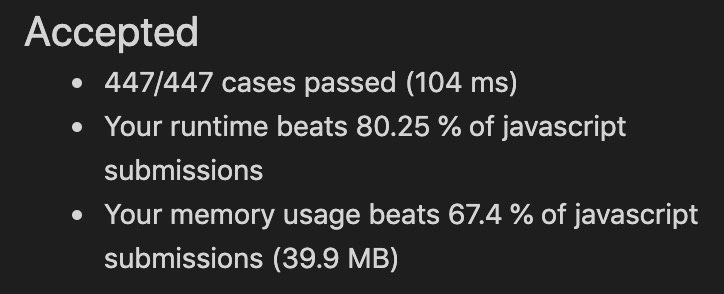 Accepted
• 447/447 cases passed (104 ms)
• Your runtime beats 80.25 % of javascript
submissions
• Your memory usage beats 67.4 % of javascript
submissions (39.9 MB)